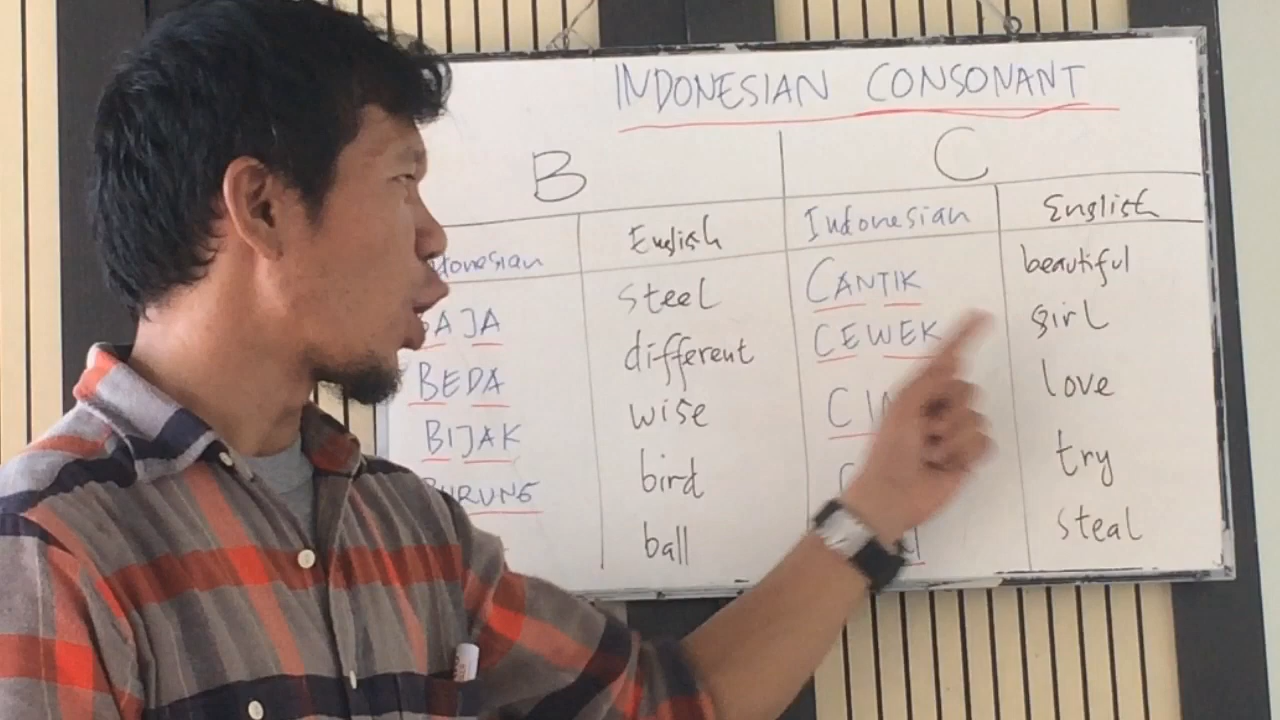 INDONESIAN CONSONANT
B C
English Indonesian English
steel CANTIK beautiful
different CEWEK girl
BEDA wise love
BIJAK bird try
ball steal